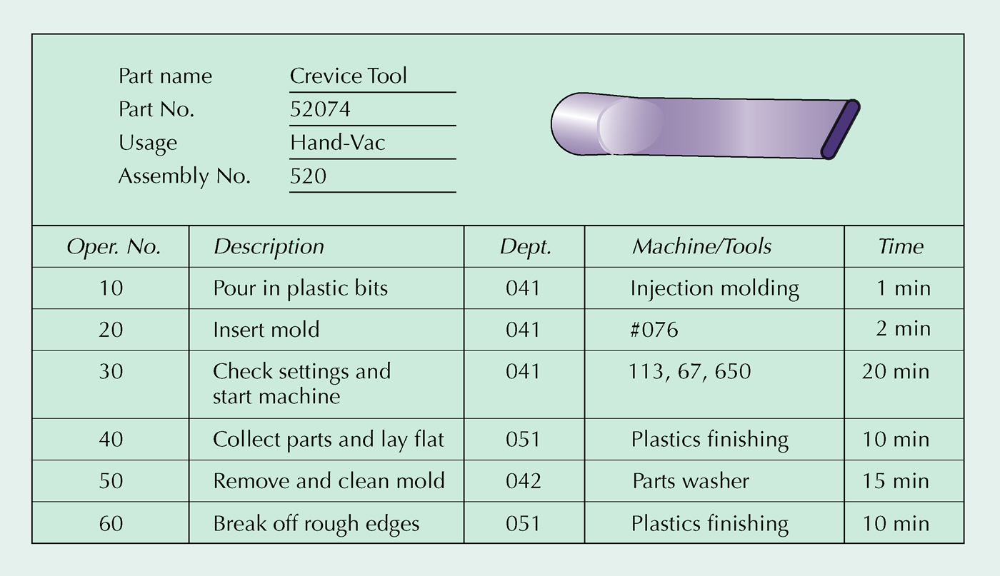 Part name Crevice Tool
Part No. 52074
Usage Hand-Vac
Assembly No. 520
Oper. No. Description Dept. Machine/Tools Time
10 Pour in plastic bits 041 Injection molding 1 min
20 Insert mold 041 #076 2 min
30 Check settings and 041 113, 67, 650 20 min
start machine
40 Collect parts and lay flat 051 Plastics finishing 10 min
50 Remove and clean mold 042 Parts washer 15 min
60 Break off rough edges 051 Plastics finishing 10 min